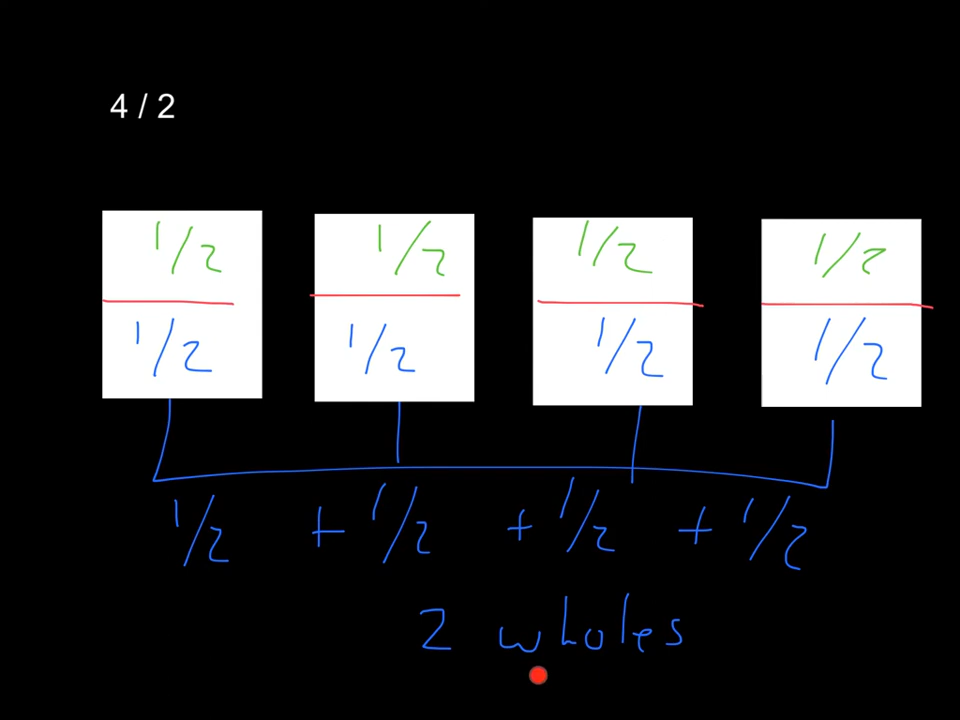 4 / 2
1/2 1/2 1/2 1/2
1/2 1/2 1/2 1/2
1/2 + 1/2 + 1/2 + 1/2
2 wholes